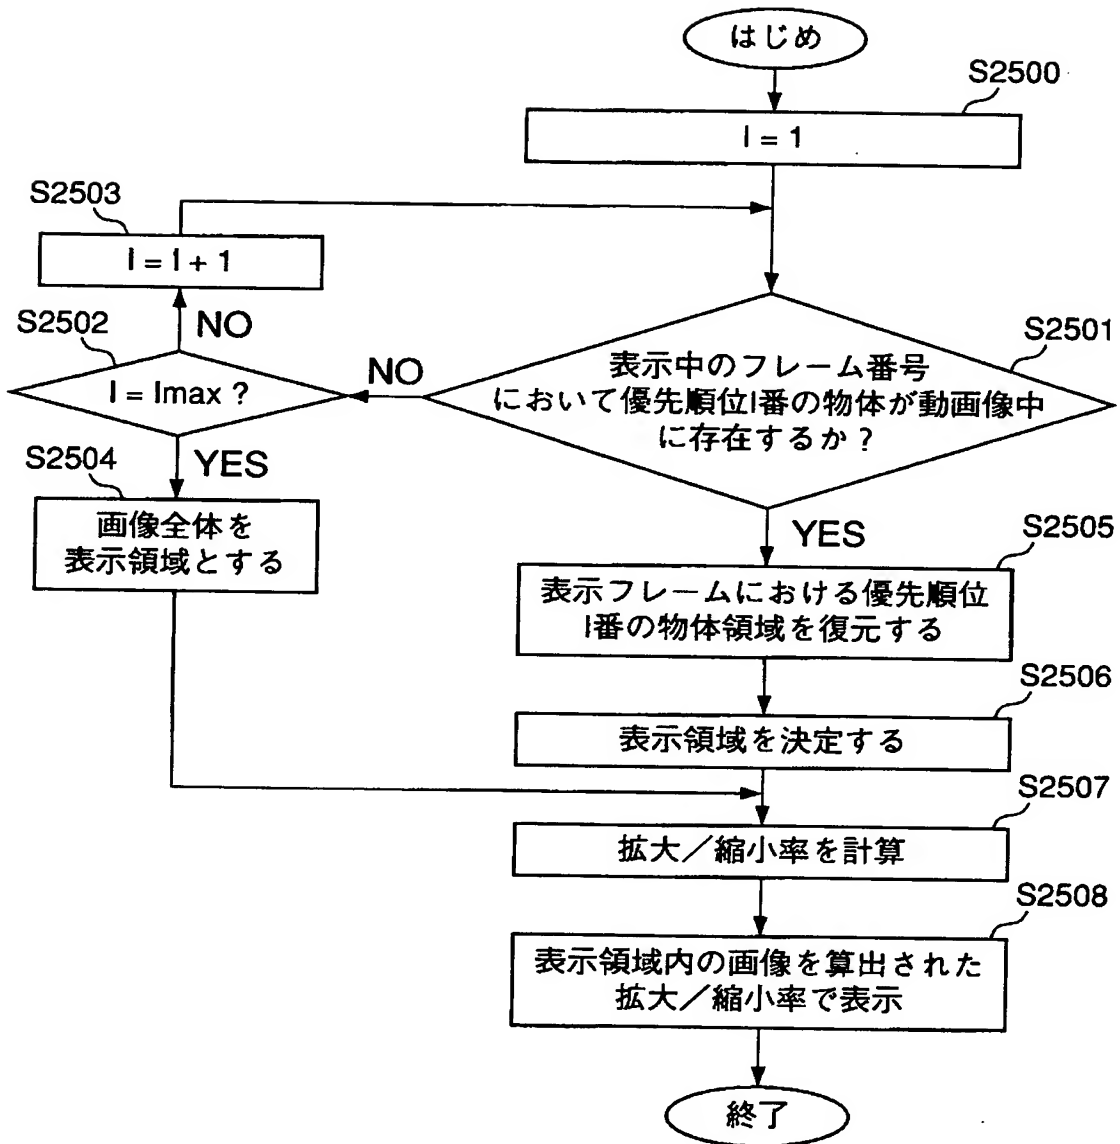 はじめ
S2500
I = 1
S2503
I = I + 1
S2502
NO
I = Imax ?
NO
S2501
表示中のフレーム番号
において優先順位I番の物体が動画像中
に存在するか？
S2504
YES
画像全体を
表示領域とする
YES
S2505
表示フレームにおける優先順位
I番の物体領域を復元する
S2506
表示領域を決定する
S2507
拡大／縮小率を計算
S2508
表示領域内の画像を算出された
拡大／縮小率で表示
終了